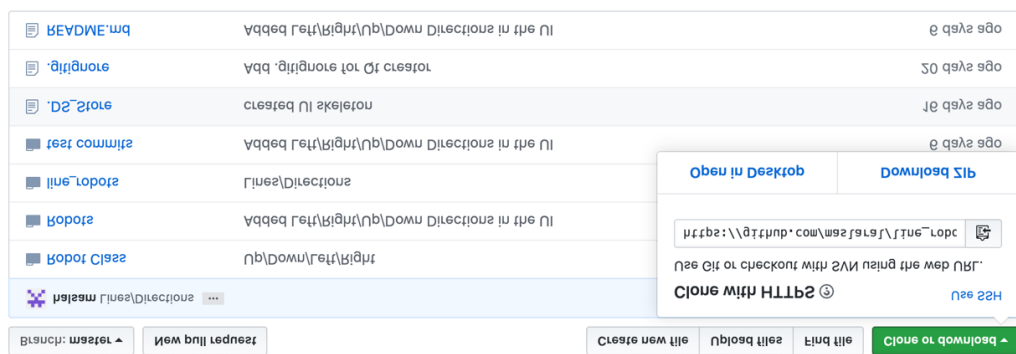 Branch: master New pull request Create new file Upload files Find file Clone or download
halsam Lines/Directions ...
Clone with HTTPS ? Use SSH
Use Git or checkout with SVN using the web URL.
https://github.com/maslaral/line_robo
Open in Desktop Download ZIP
Robot Class Up/Down/Left/Right
Robots Added Left/Right/Up/Down Directions in the UI
line_robots Lines/Directions
test commits Added Left/Right/Up/Down Directions in the UI 6 days ago
.DS_Store created UI skeleton 16 days ago
.gitignore Add .gitignore for Qt creator 20 days ago
README.md Added Left/Right/Up/Down Directions in the UI 6 days ago